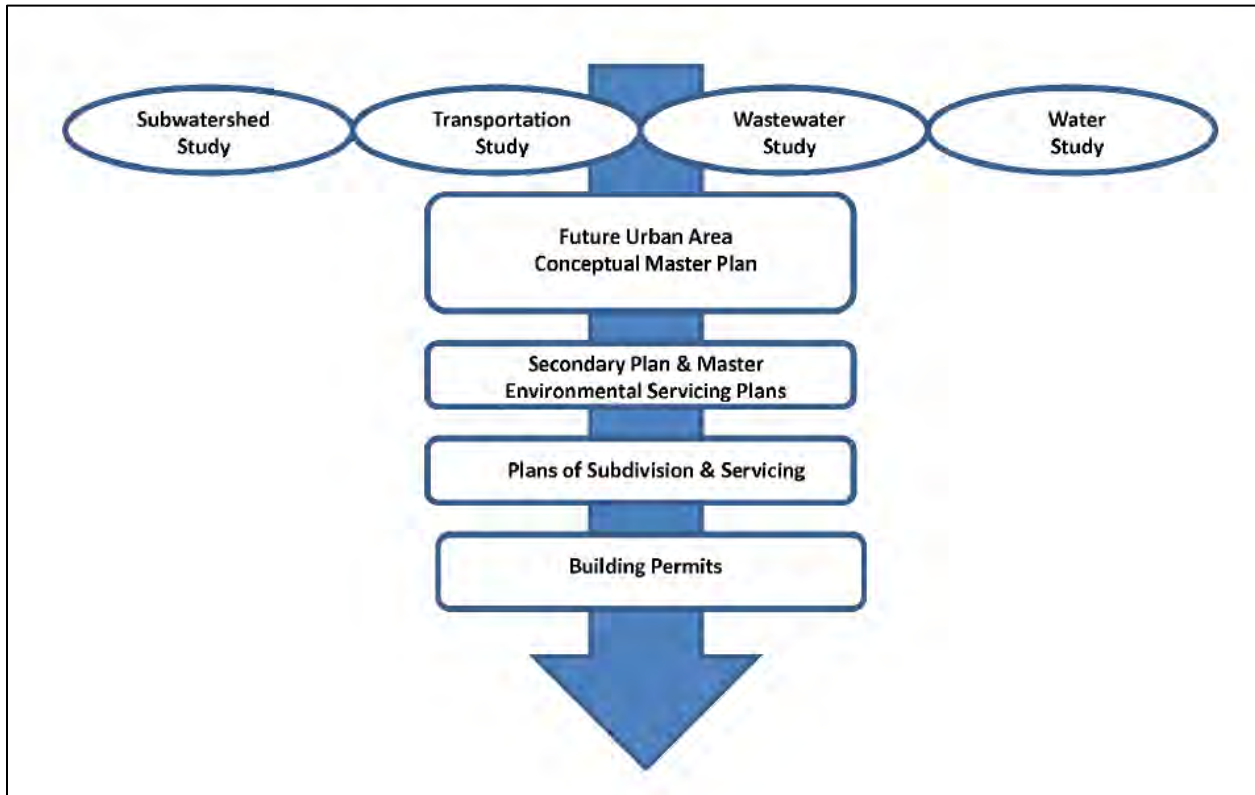 Subwatershed
Study
Transportation
Study
Wastewater
Study
Water
Study
Future Urban Area
Conceptual Master Plan
Secondary Plan & Master
Environmental Servicing Plans
Plans of Subdivision & Servicing
Building Permits